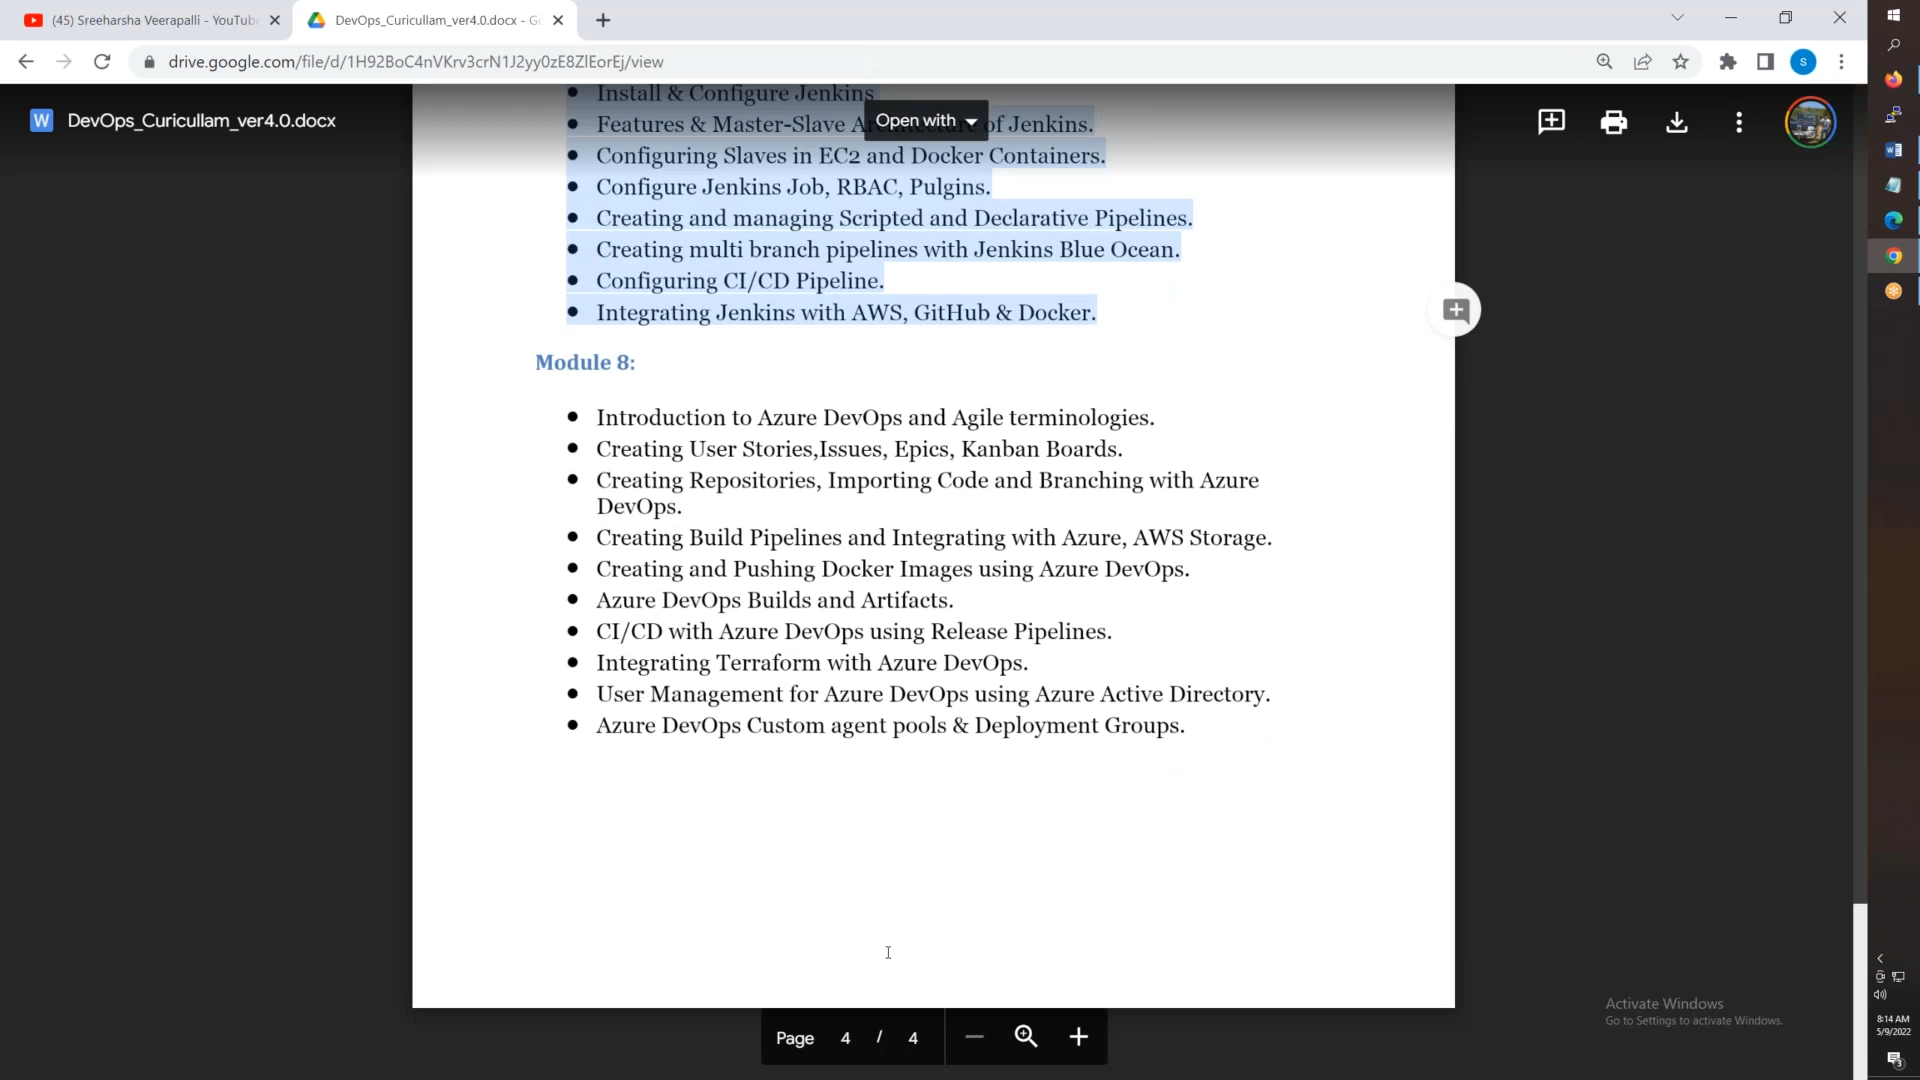 (45) Sreeharsha Veerapalli - YouTube
DevOps_Curicullam_ver4.0.docx - G
drive.google.com/file/d/1H92BoC4nVKrv3crN1J2yy0zE8ZlEorEj/view
S
W DevOps_Curicullam_ver4.0.docx
Open with
• Install & Configure Jenkins
• Features & Master-Slave Architecture of Jenkins.
• Configuring Slaves in EC2 and Docker Containers.
• Configure Jenkins Job, RBAC, Pulgins.
• Creating and managing Scripted and Declarative Pipelines.
• Creating multi branch pipelines with Jenkins Blue Ocean.
• Configuring CI/CD Pipeline.
• Integrating Jenkins with AWS, GitHub & Docker.
Module 8:
• Introduction to Azure DevOps and Agile terminologies.
• Creating User Stories,Issues, Epics, Kanban Boards.
• Creating Repositories, Importing Code and Branching with Azure
DevOps.
• Creating Build Pipelines and Integrating with Azure, AWS Storage.
• Creating and Pushing Docker Images using Azure DevOps.
• Azure DevOps Builds and Artifacts.
• CI/CD with Azure DevOps using Release Pipelines.
• Integrating Terraform with Azure DevOps.
• User Management for Azure DevOps using Azure Active Directory.
• Azure DevOps Custom agent pools & Deployment Groups.
Activate Windows
Go to Settings to activate Windows.
Page 4 / 4
8:14 AM
5/9/2022
3